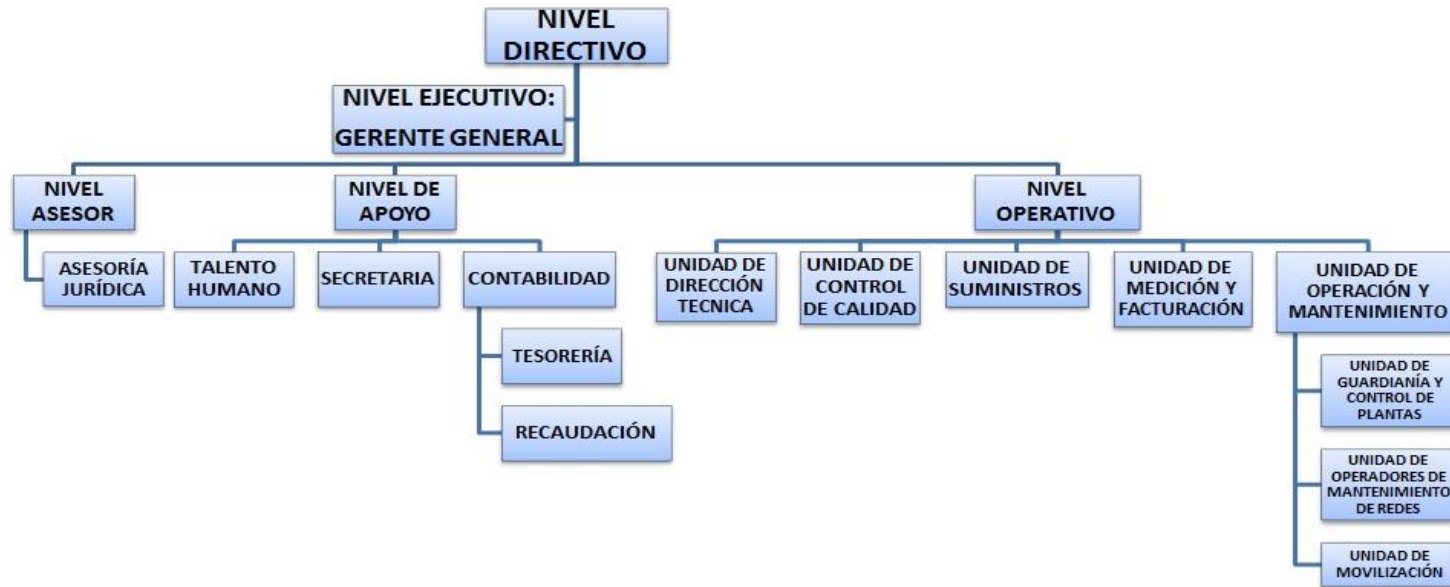 NIVEL
DIRECTIVO
NIVEL EJECUTIVO:
GERENTE GENERAL
NIVEL
ASESOR
NIVEL DE
APOYO
NIVEL
OPERATIVO
ASESORÍA
JURÍDICA
TALENTO
HUMANO
SECRETARIA
CONTABILIDAD
UNIDAD DE
DIRECCIÓN
TECNICA
UNIDAD DE
CONTROL
DE CALIDAD
UNIDAD DE
SUMINISTROS
UNIDAD DE
MEDICIÓN Y
FACTURACIÓN
UNIDAD DE
OPERACIÓN Y
MANTENIMIENTO
TESORERÍA
RECAUDACIÓN
UNIDAD DE
GUARDIANÍA Y
CONTROL DE
PLANTAS
UNIDAD DE
OPERADORES DE
MANTENIMIENTO
DE REDES
UNIDAD DE
MOVILIZACIÓN